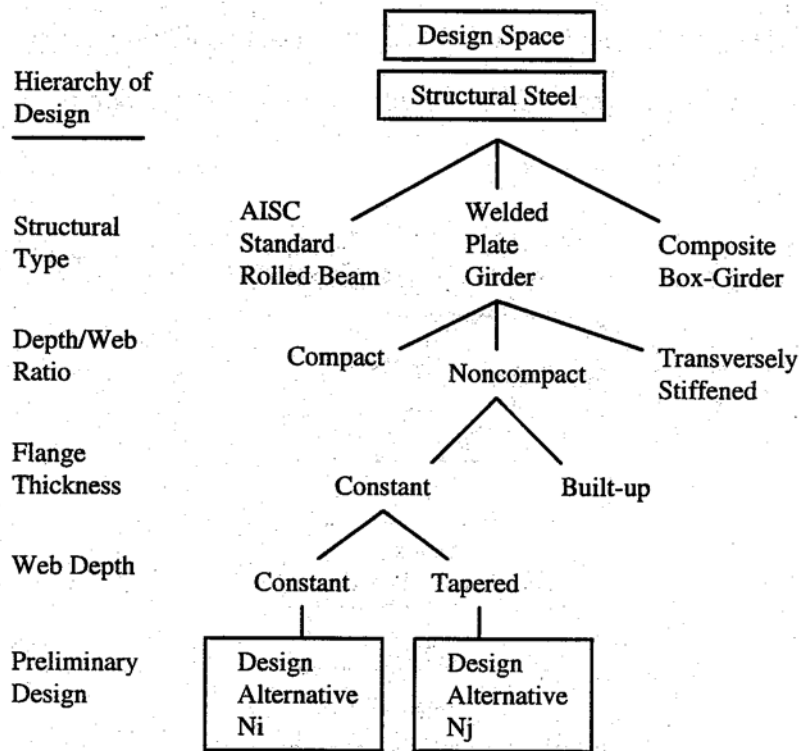 Design Space
Structural Steel
Hierarchy of
Design
Structural
Type
AISC
Standard
Rolled Beam
Welded
Plate
Girder
Composite
Box-Girder
Depth/Web
Ratio
Compact
Noncompact
Transversely
Stiffened
Flange
Thickness
Constant
Built-up
Web Depth
Constant
Tapered
Preliminary
Design
Design
Alternative
Ni
Design
Alternative
Nj